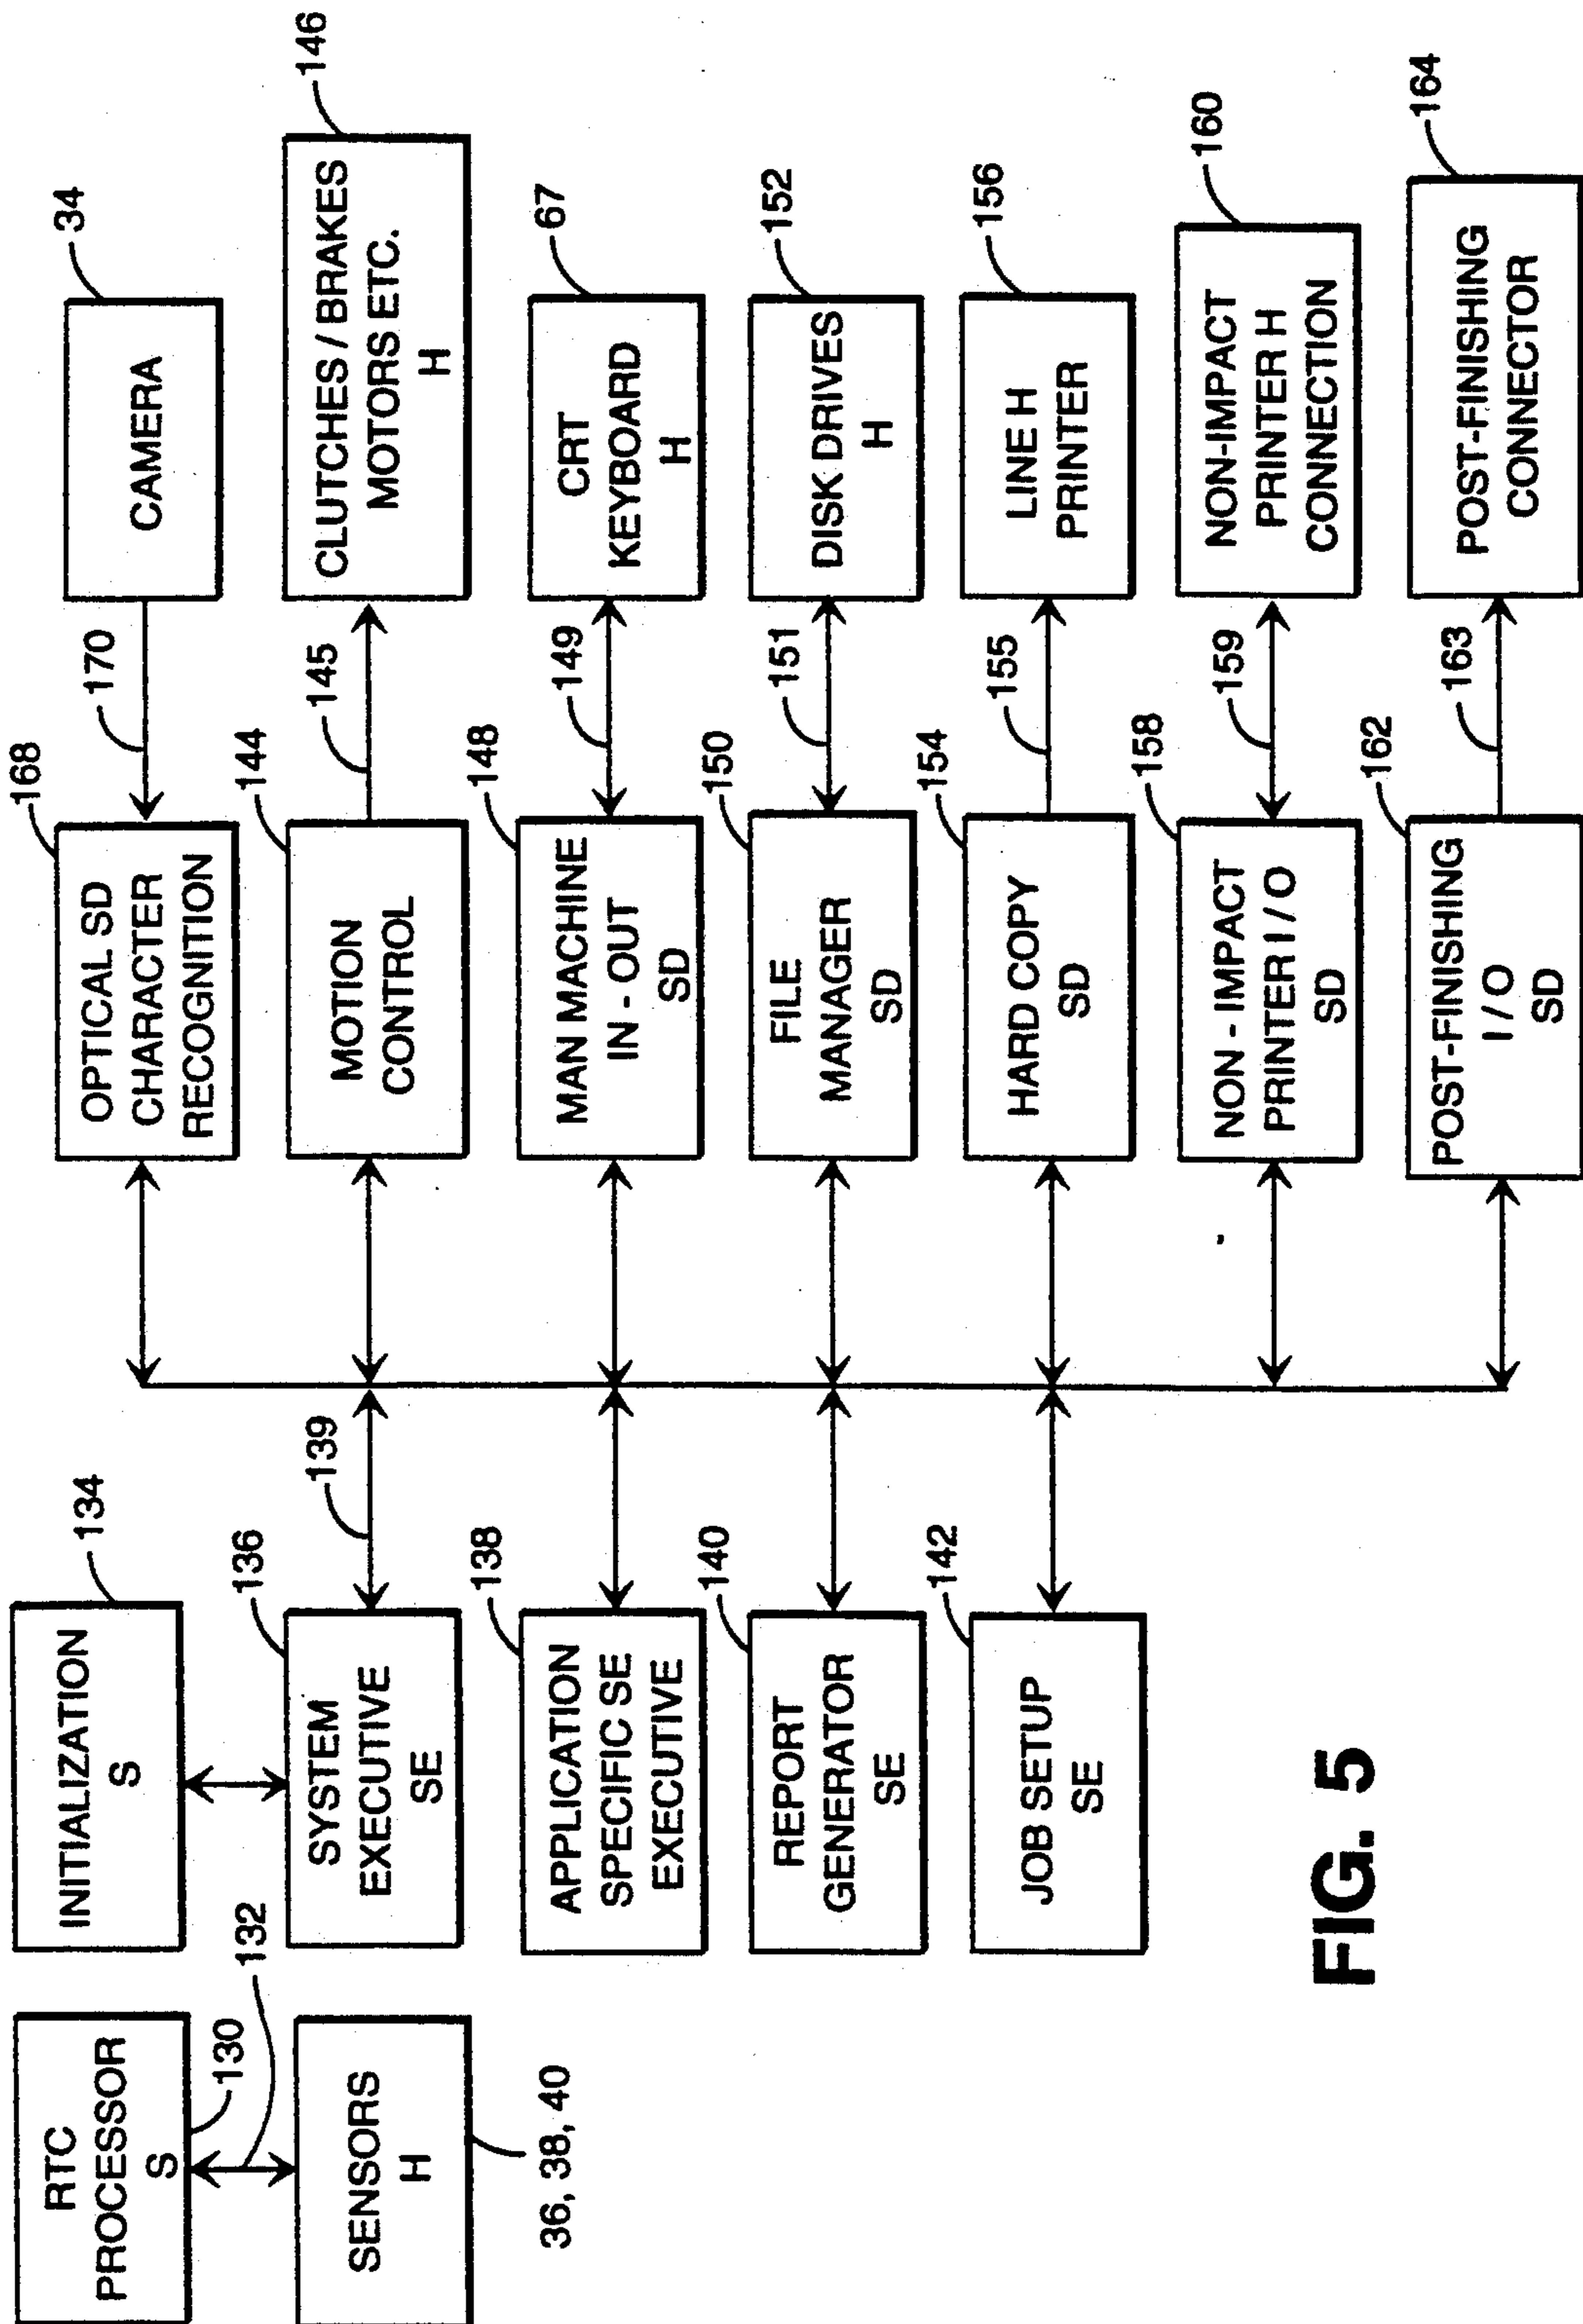 RTC
PROCESSOR
S
130
132
SENSORS
H
36, 38, 40
INITIALIZATION
S
134
SYSTEM
EXECUTIVE
SE
136
139
APPLICATION
SPECIFIC SE
EXECUTIVE
138
REPORT
GENERATOR
SE
140
JOB SETUP
SE
142
OPTICAL SD
CHARACTER
RECOGNITION
168
170
CAMERA
34
MOTION
CONTROL
144
145
CLUTCHES / BRAKES
MOTORS ETC.
H
146
MAN MACHINE
IN - OUT
SD
148
149
CRT
KEYBOARD
H
67
FILE
MANAGER
SD
150
151
DISK DRIVES
H
152
HARD COPY
SD
154
155
LINE H
PRINTER
156
NON - IMPACT
PRINTER I / O
SD
158
159
NON-IMPACT
PRINTER H
CONNECTION
160
POST-FINISHING
I / O
SD
162
163
POST-FINISHING
CONNECTOR
164
FIG. 5